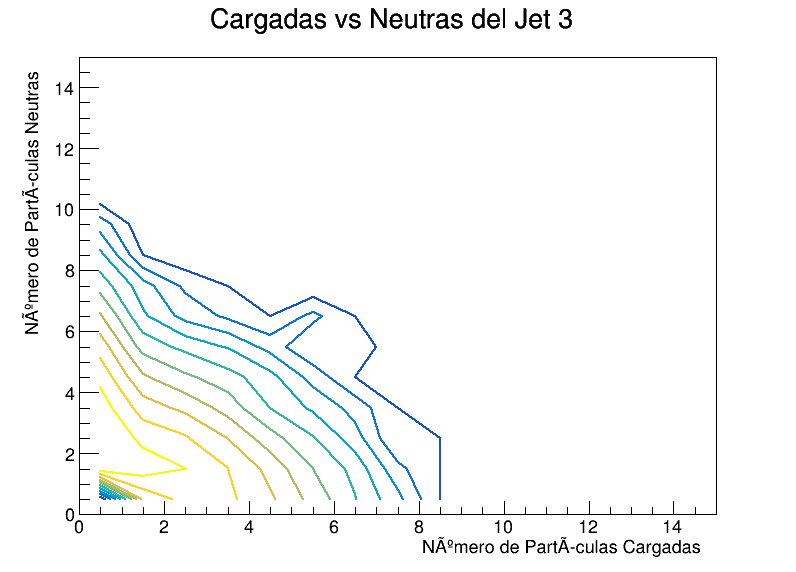 Cargadas vs Neutras del Jet 3
NÃºmero de PartÃ-culas Neutras
14
12
10
8
6
4
2
0
0 2 4 6 8 10 12 14
NÃºmero de PartÃ-culas Cargadas